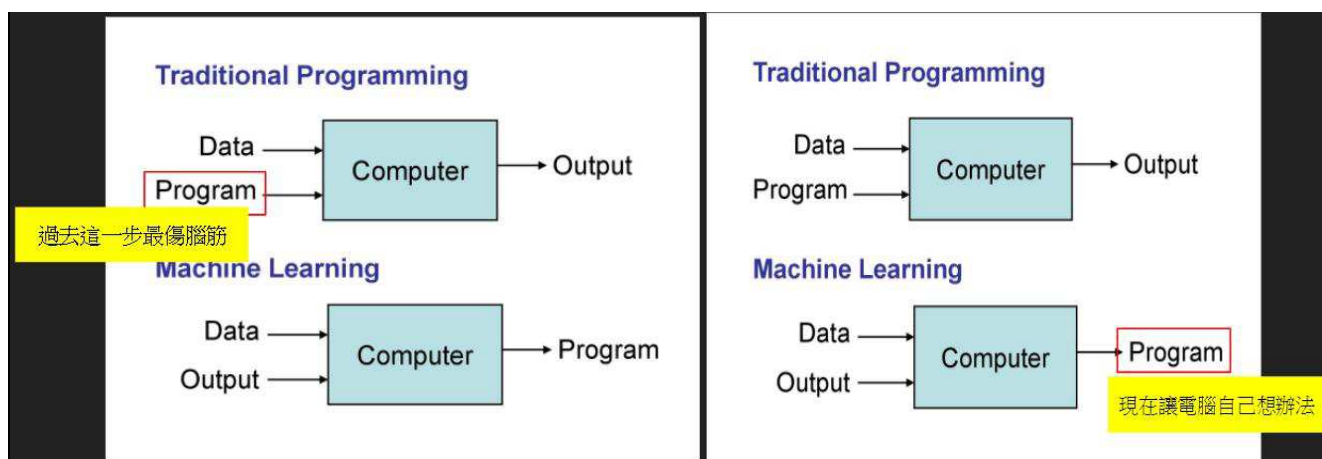 Traditional Programming
Data
Computer
Output
Program
過去這一步最傷腦筋
Machine Learning
Data
Computer
Program
Output
Traditional Programming
Data
Computer
Output
Program
Machine Learning
Data
Computer
Program
Output
現在讓電腦自己想辦法